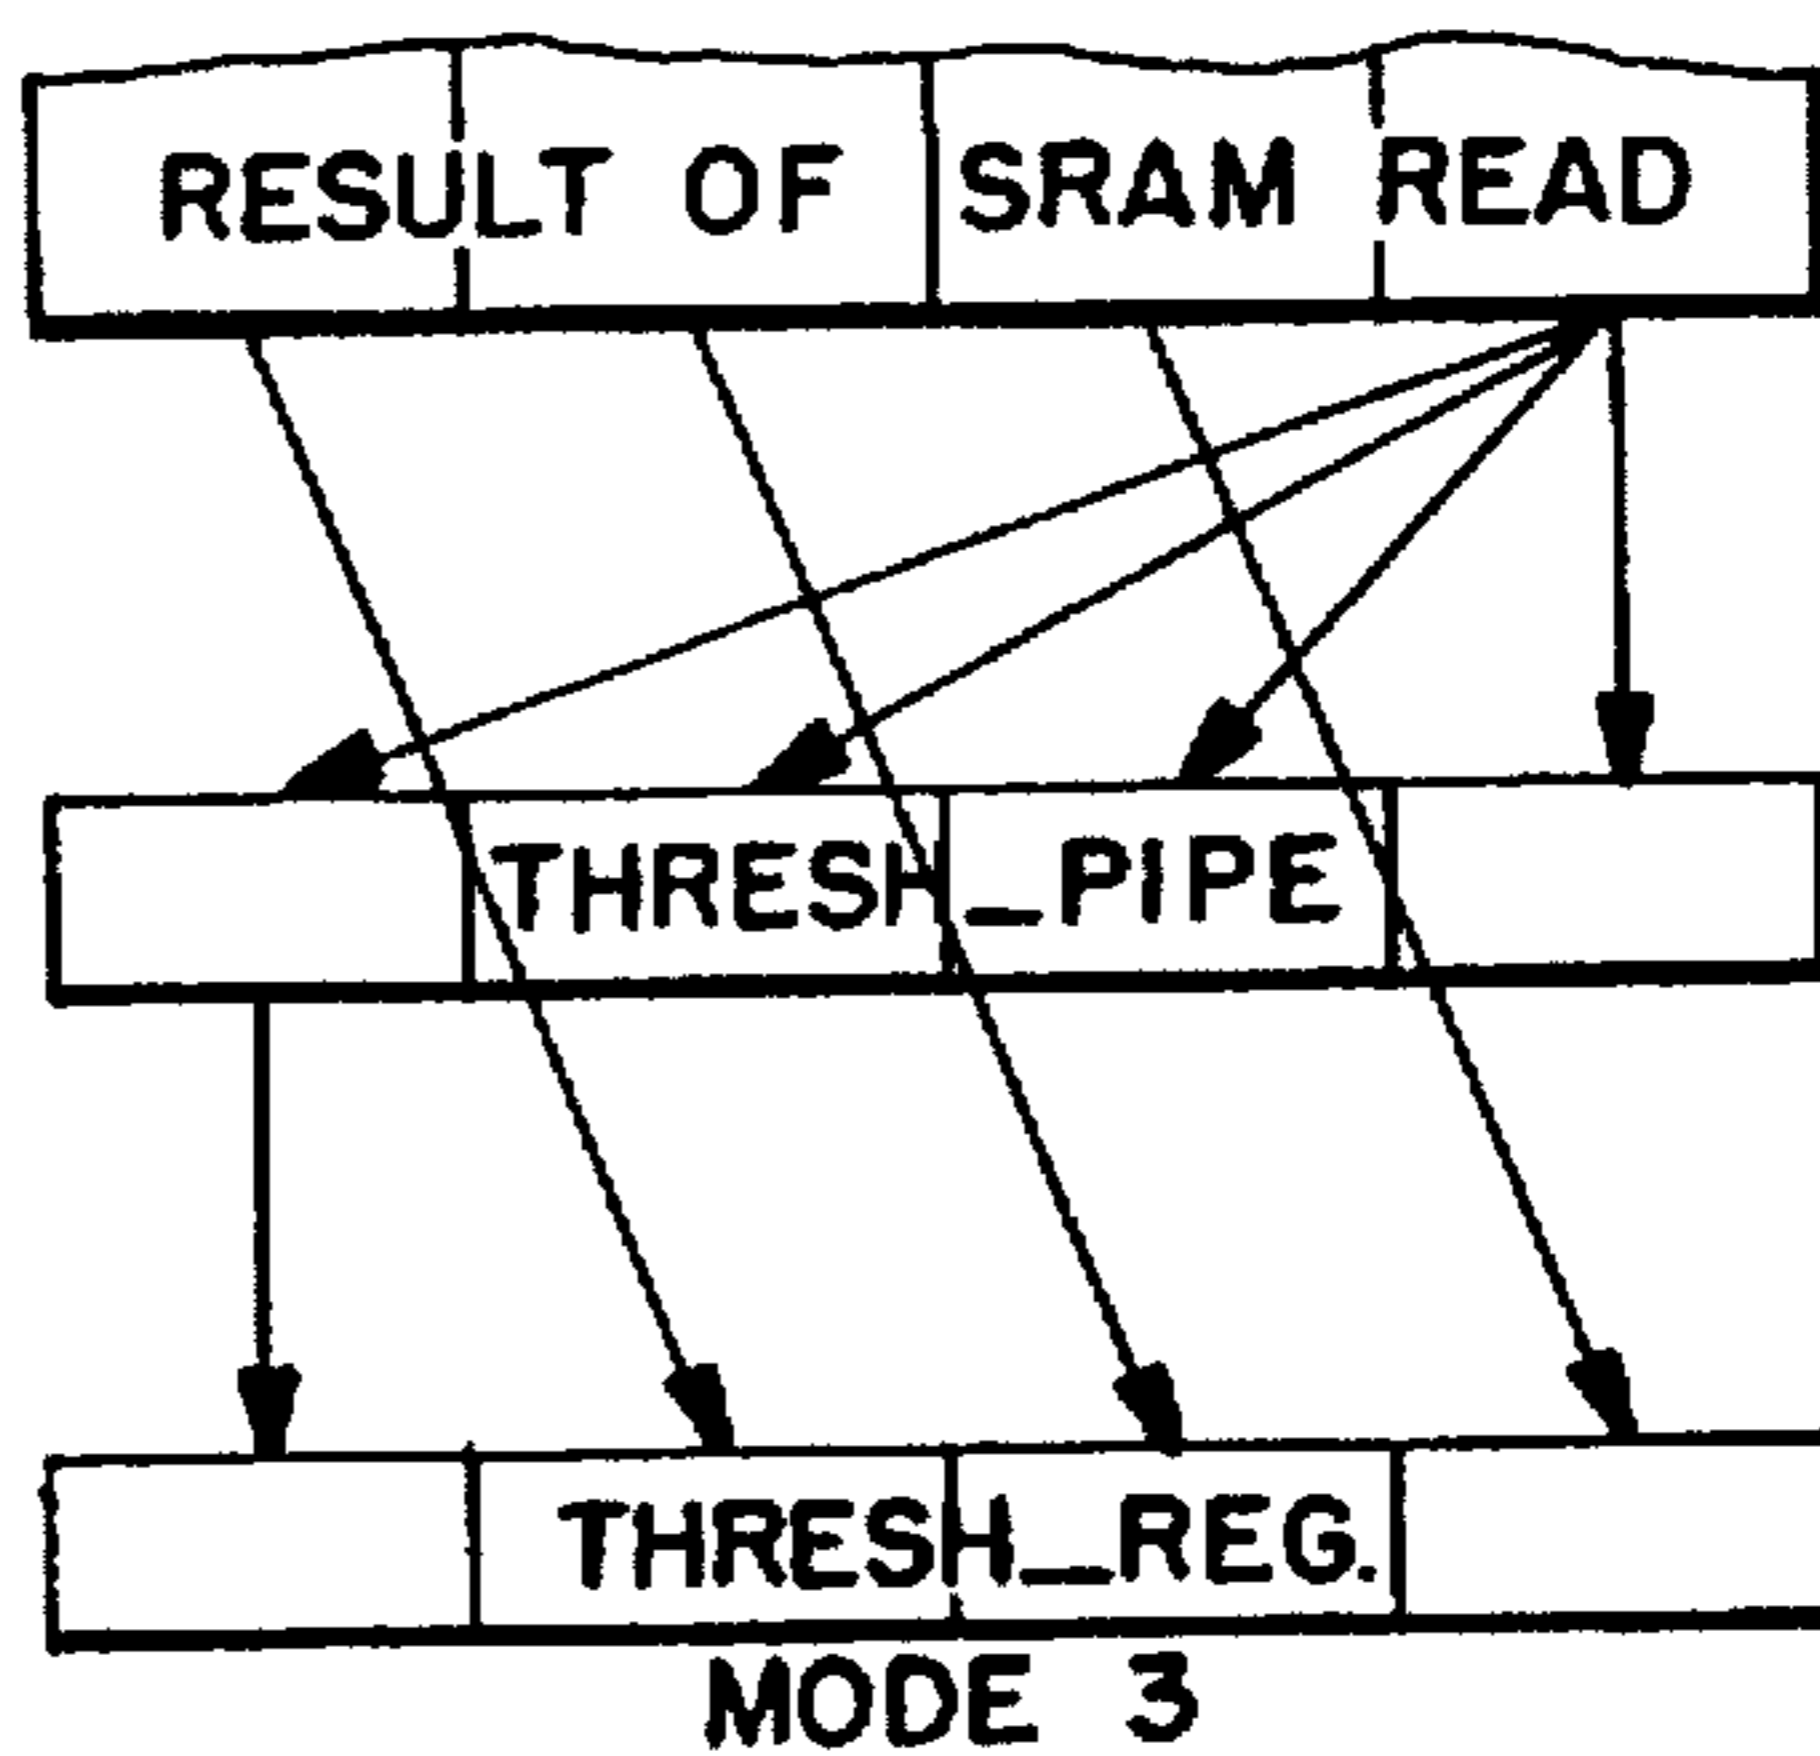 RESULT OF SRAM READ
THRESH_PIPE
THRESH_REG.
MODE 3